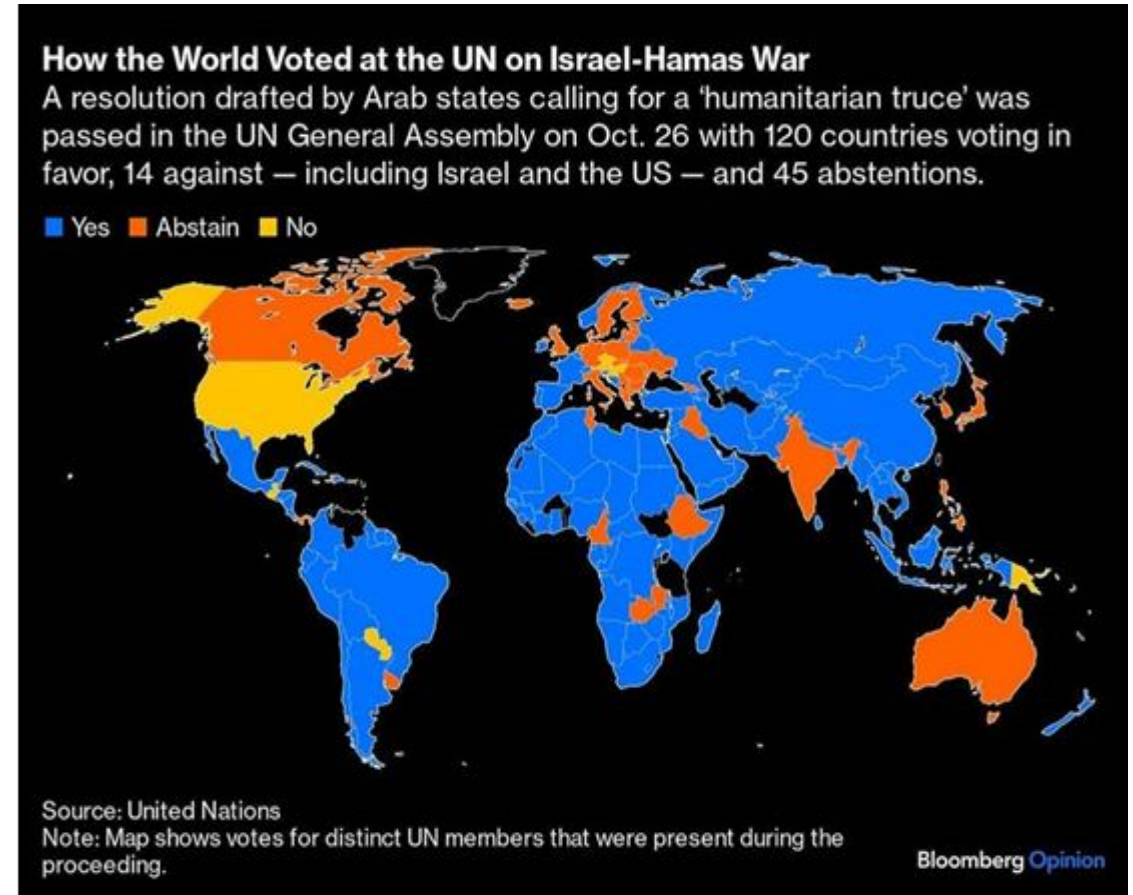 How the World Voted at the UN on Israel-Hamas War
A resolution drafted by Arab states calling for a ‘humanitarian truce’ was
passed in the UN General Assembly on Oct. 26 with 120 countries voting in
favor, 14 against — including Israel and the US — and 45 abstentions.
Yes Abstain No
Source: United Nations
Note: Map shows votes for distinct UN members that were present during the
proceeding.
Bloomberg Opinion